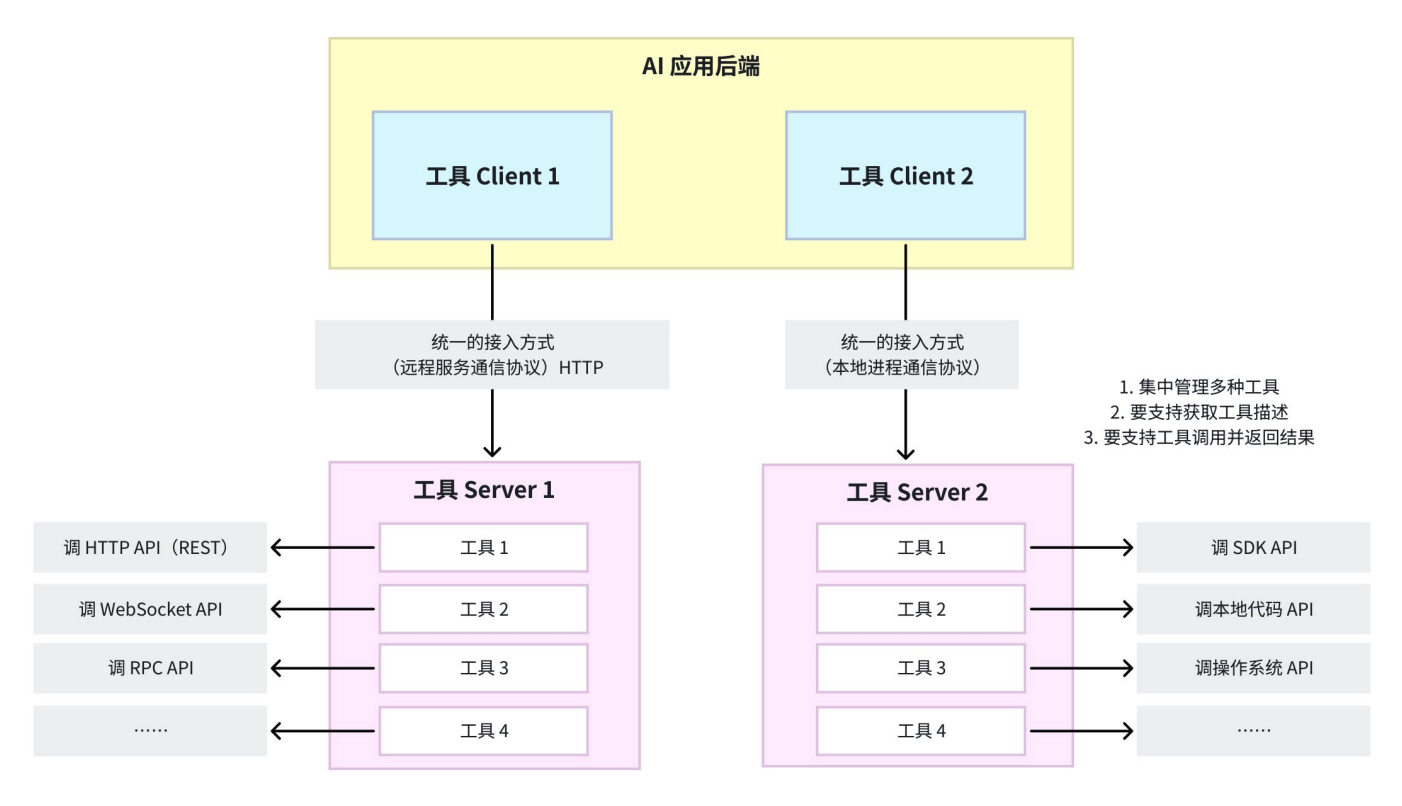 AI 应用后端
工具 Client 1
工具 Client 2
统一的接入方式
（远程服务通信协议）HTTP
统一的接入方式
（本地进程通信协议）
1. 集中管理多种工具
2. 要支持获取工具描述
3. 要支持工具调用并返回结果
工具 Server 1
调 HTTP API（REST）
工具 1
调 WebSocket API
工具 2
调 RPC API
工具 3
……
工具 4
工具 Server 2
工具 1
调 SDK API
工具 2
调本地代码 API
工具 3
调操作系统 API
工具 4
……